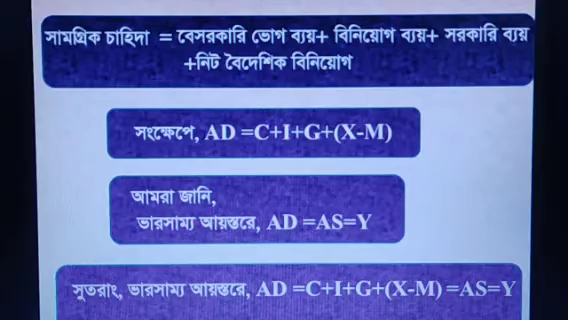 সামগ্রিক চাহিদা = বেসরকারি ভোগ ব্যয়+ বিনিয়োগ ব্যয়+ সরকারি ব্যয়
+নিট বৈদেশিক বিনিয়োগ
সংক্ষেপে, AD =C+I+G+(X-M)
আমরা জানি,
ভারসাম্য আয়স্তরে, AD =AS=Y
সুতরাং, ভারসাম্য আয়স্তরে, AD =C+I+G+(X-M) =AS=Y